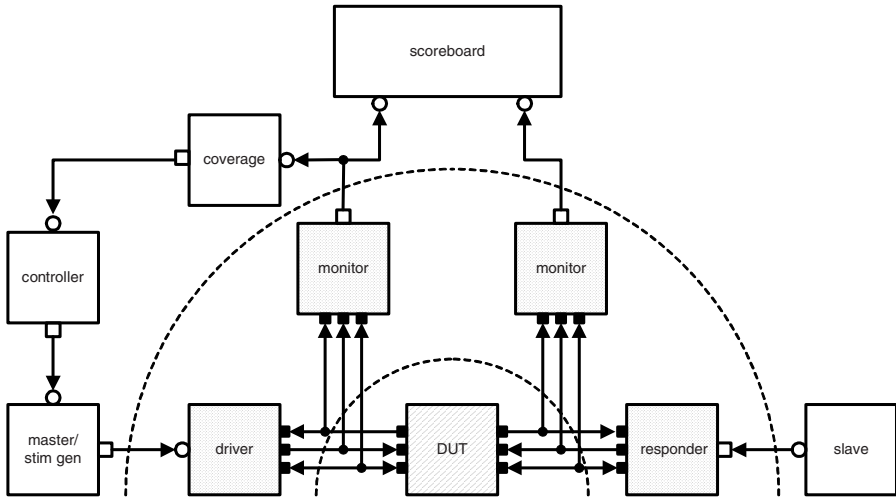 scoreboard
coverage
controller
monitor
monitor
master/
stim gen
driver
DUT
responder
slave